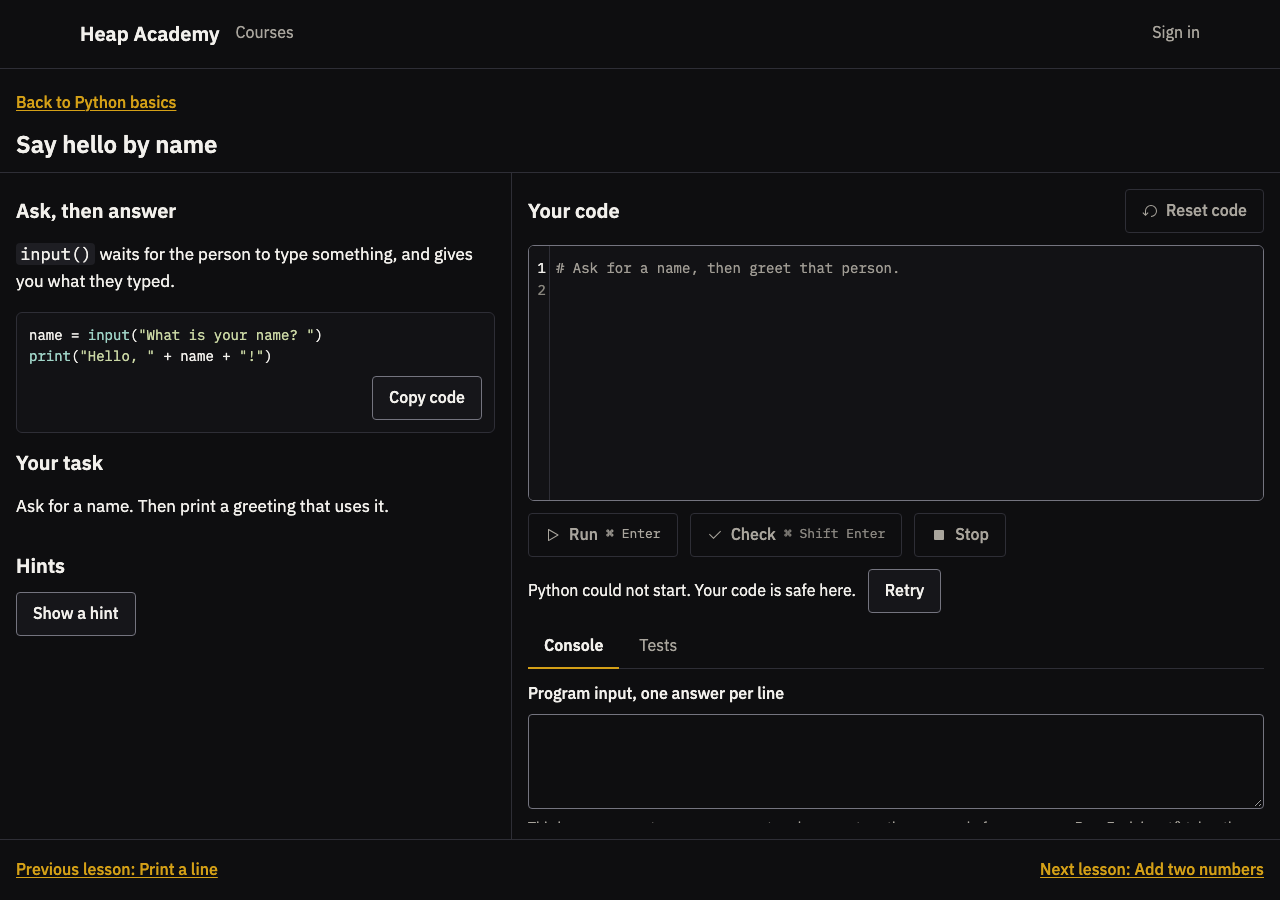 Heap Academy Courses Sign in
Back to Python basics
Say hello by name
Ask, then answer
input() waits for the person to type something, and gives
you what they typed.
name = input("What is your name? ")
print("Hello, " + name + "!")
Copy code
Your task
Ask for a name. Then print a greeting that uses it.
Hints
Show a hint
Your code
Reset code
1 # Ask for a name, then greet that person.
2
Run ⌘ Enter Check ⌘ Shift Enter Stop
Python could not start. Your code is safe here. Retry
Console Tests
Program input, one answer per line
Previous lesson: Print a line Next lesson: Add two numbers